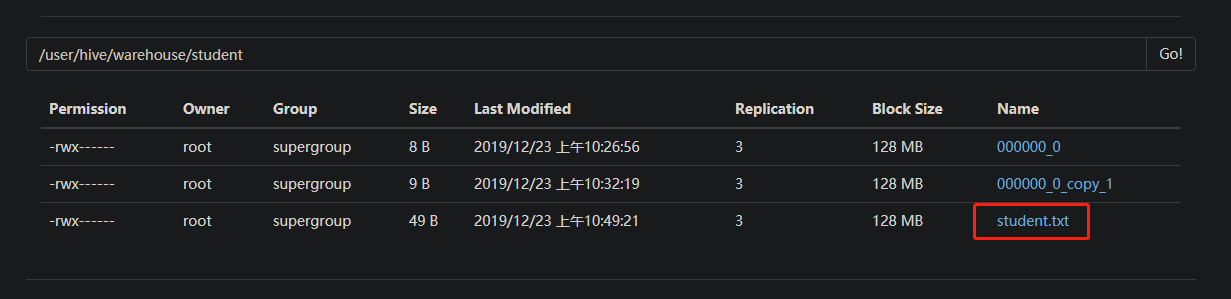 /user/hive/warehouse/student Go!
Permission Owner Group Size Last Modified Replication Block Size Name
-rwx------ root supergroup 8 B 2019/12/23 上午10:26:56 3 128 MB 000000_0
-rwx------ root supergroup 9 B 2019/12/23 上午10:32:19 3 128 MB 000000_0_copy_1
-rwx------ root supergroup 49 B 2019/12/23 上午10:49:21 3 128 MB student.txt